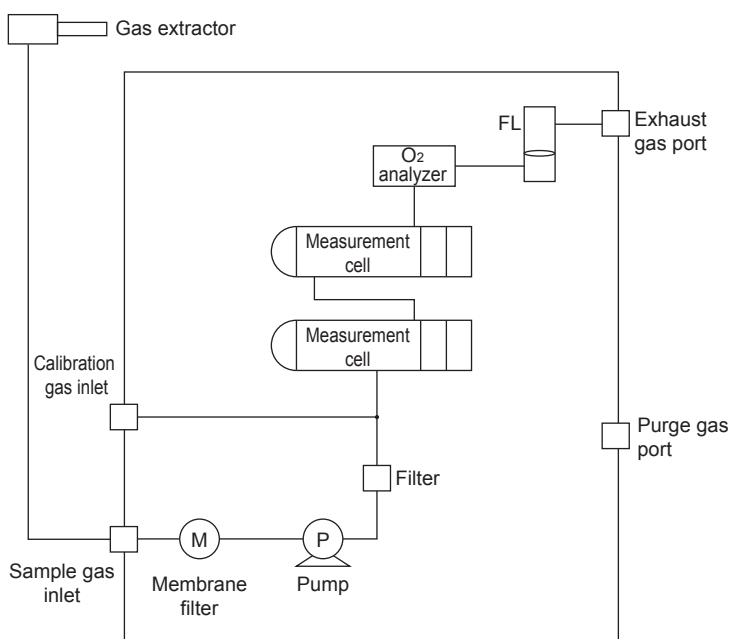 Gas extractor
FL
Exhaust
gas port
O2
analyzer
Measurement
cell
Measurement
cell
Calibration
gas inlet
Purge gas
port
Filter
M
P
Sample gas
inlet
Membrane
filter
Pump